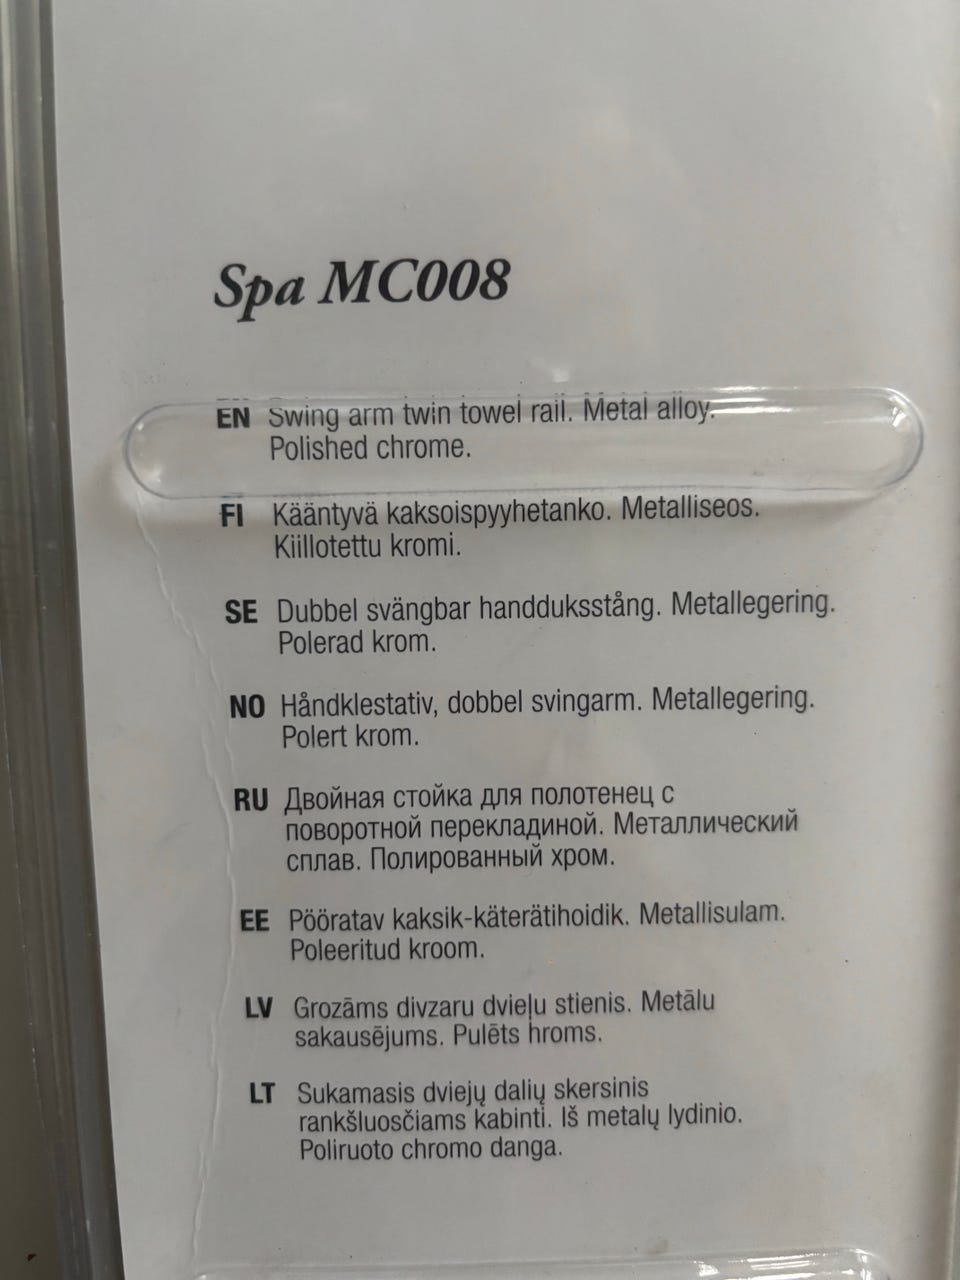 Spa MC008
EN Swing arm twin towel rail. Metal alloy.
Polished chrome.
FI Kääntyvä kaksoispyyhetanko. Metalliseos.
Kiillotettu kromi.
SE Dubbel svängbar handduksstång. Metallegering.
Polerad krom.
NO Håndklestativ, dobbel svingarm. Metallegering.
Polert krom.
RU Двойная стойка для полотенец с
поворотной перекладиной. Металлический
сплав. Полированный хром.
EE Pööratav kaksik-käterätihoidik. Metallisulam.
Poleeritud kroom.
LV Grozāms divzaru dvieļu stienis. Metālu
sakausējums. Pulēts hroms.
LT Sukamasis dviejų dalių skersinis
rankšluosčiams kabinti. Iš metalų lydinio.
Poliruoto chromo danga.